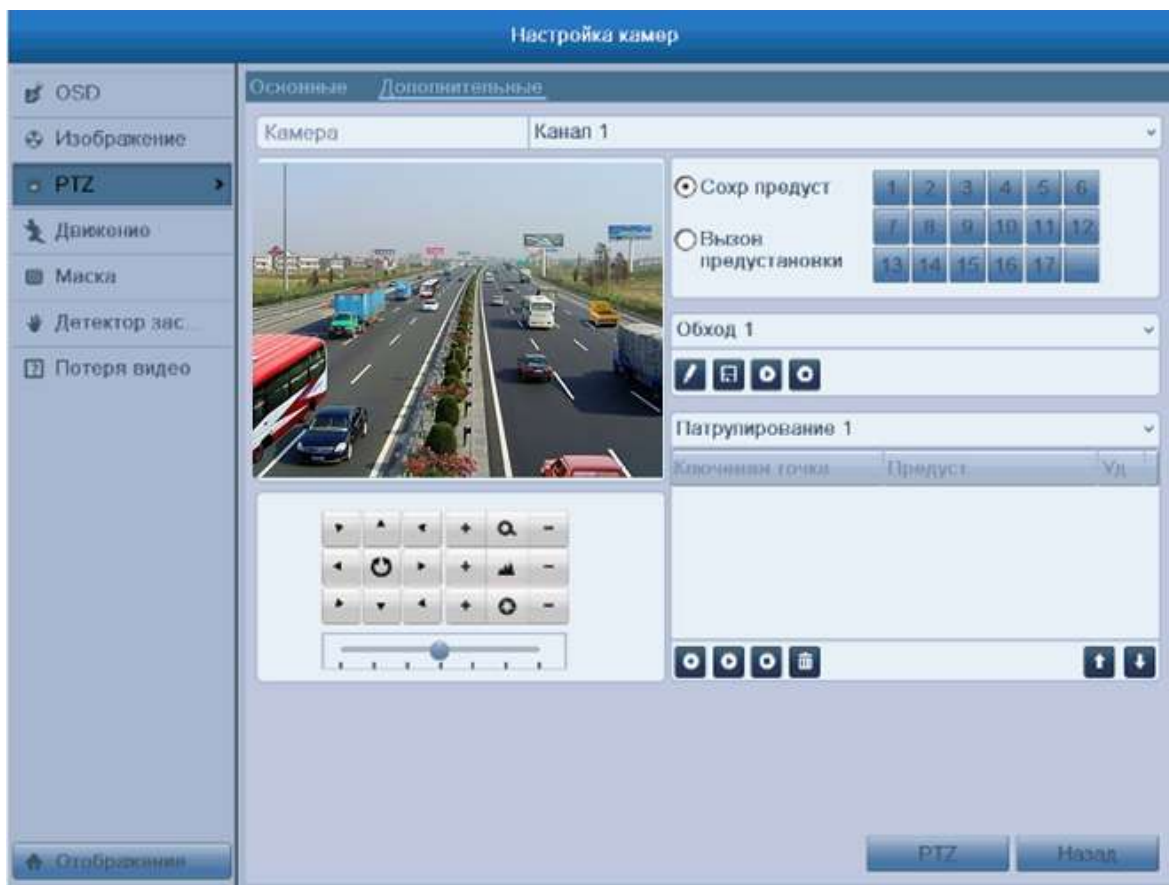 Настройка камер
OSD
Изображение
PTZ
Движение
Маска
Детектор зас...
Потеря видео
Отображения
Основные Дополнительные
Камера Канал 1
Сохр предуст
Вызов предустановки
1 2 3 4 5 6
7 8 9 10 11 12
13 14 15 16 17
Обход 1
Патрулирование 1
Ключевая точка Предуст. Уд
PTZ Назад